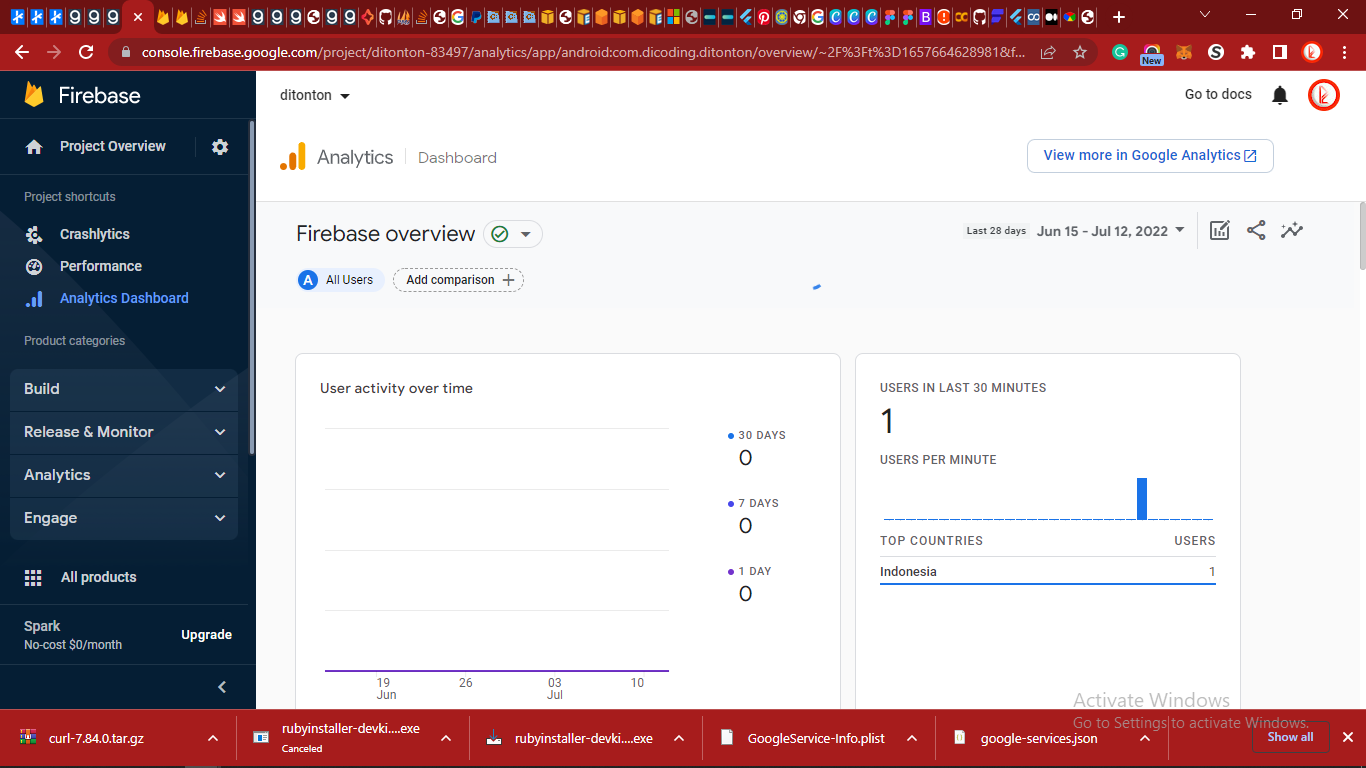 console.firebase.google.com/project/ditonton-83497/analytics/app/android:com.dicoding.ditonton/overview/~2F%3Ft%3D1657664628981&f...
New
Firebase
ditonton
Go to docs
Project Overview
Analytics
Dashboard
View more in Google Analytics
Project shortcuts
Crashlytics
Performance
Analytics Dashboard
Product categories
Build
Release & Monitor
Analytics
Engage
All products
Spark
No-cost $0/month
Upgrade
Firebase overview
Last 28 days
Jun 15 - Jul 12, 2022
A
All Users
Add comparison
User activity over time
30 DAYS
0
7 DAYS
0
1 DAY
0
19
Jun
26
03
Jul
10
USERS IN LAST 30 MINUTES
1
USERS PER MINUTE
TOP COUNTRIES
USERS
Indonesia
1
Activate Windows
Go to Settings to activate Windows.
curl-7.84.0.tar.gz
rubyinstaller-devki....exe
Canceled
rubyinstaller-devki....exe
GoogleService-Info.plist
google-services.json
Show all